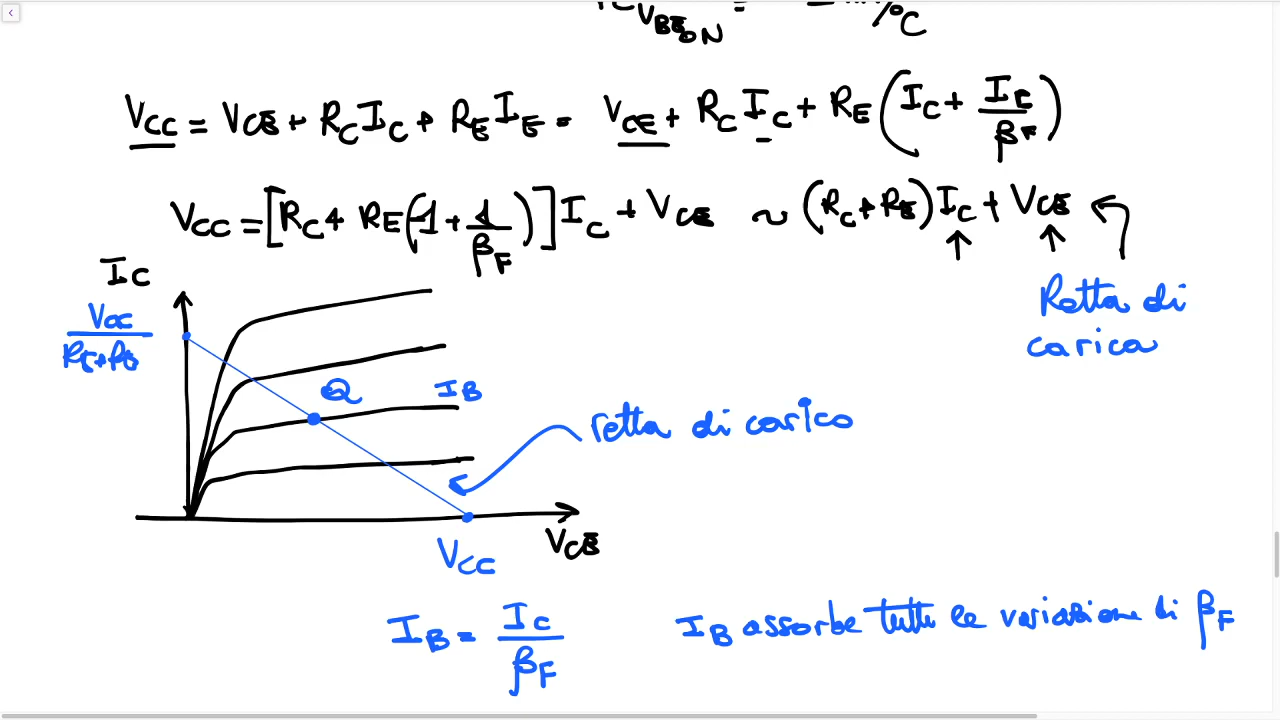 V_BE_ON = /°C
V_CC = V_CE + R_C I_C + R_E I_E = V_CE + R_C I_C + R_E (I_C + I_C/β_F)
V_CC = [R_C + R_E (1 + 1/β_F)] I_C + V_CE ~ (R_C + R_E) I_C + V_CE
I_C
Retta di
carica
V_CC/(R_C+R_E)
Q
I_B
retta di carico
V_CE
V_CC
I_B = I_C/β_F
I_B assorbe tutte le variazione di β_F